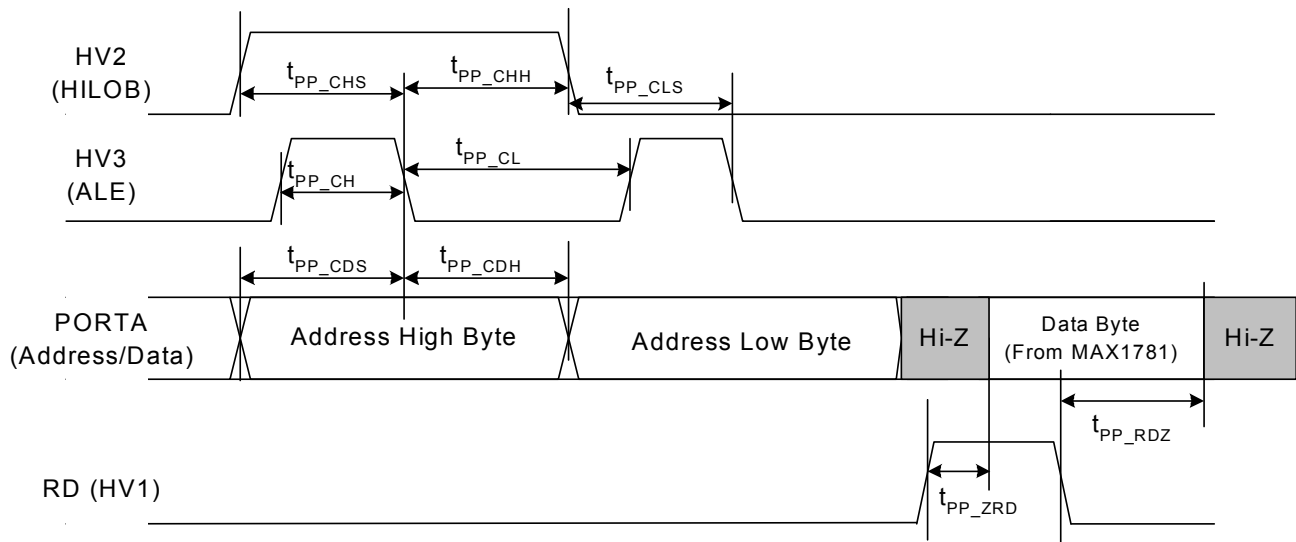 HV2
(HILOB)
tPP_CHS
tPP_CHH
tPP_CLS
HV3
(ALE)
tPP_CH
tPP_CL
tPP_CDS
tPP_CDH
PORTA
(Address/Data)
Address High Byte
Address Low Byte
Hi-Z
Data Byte
(From MAX1781)
Hi-Z
tPP_RDZ
RD (HV1)
tPP_ZRD